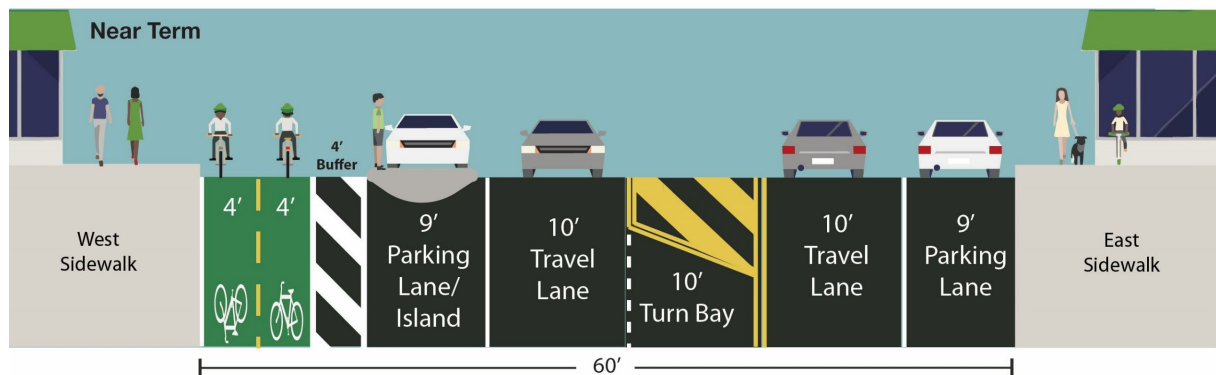 Near Term
4’
Buffer
West
Sidewalk
4’ 4’
9’
Parking
Lane/
Island
10’
Travel
Lane
10’
Turn Bay
10’
Travel
Lane
9’
Parking
Lane
East
Sidewalk
60’